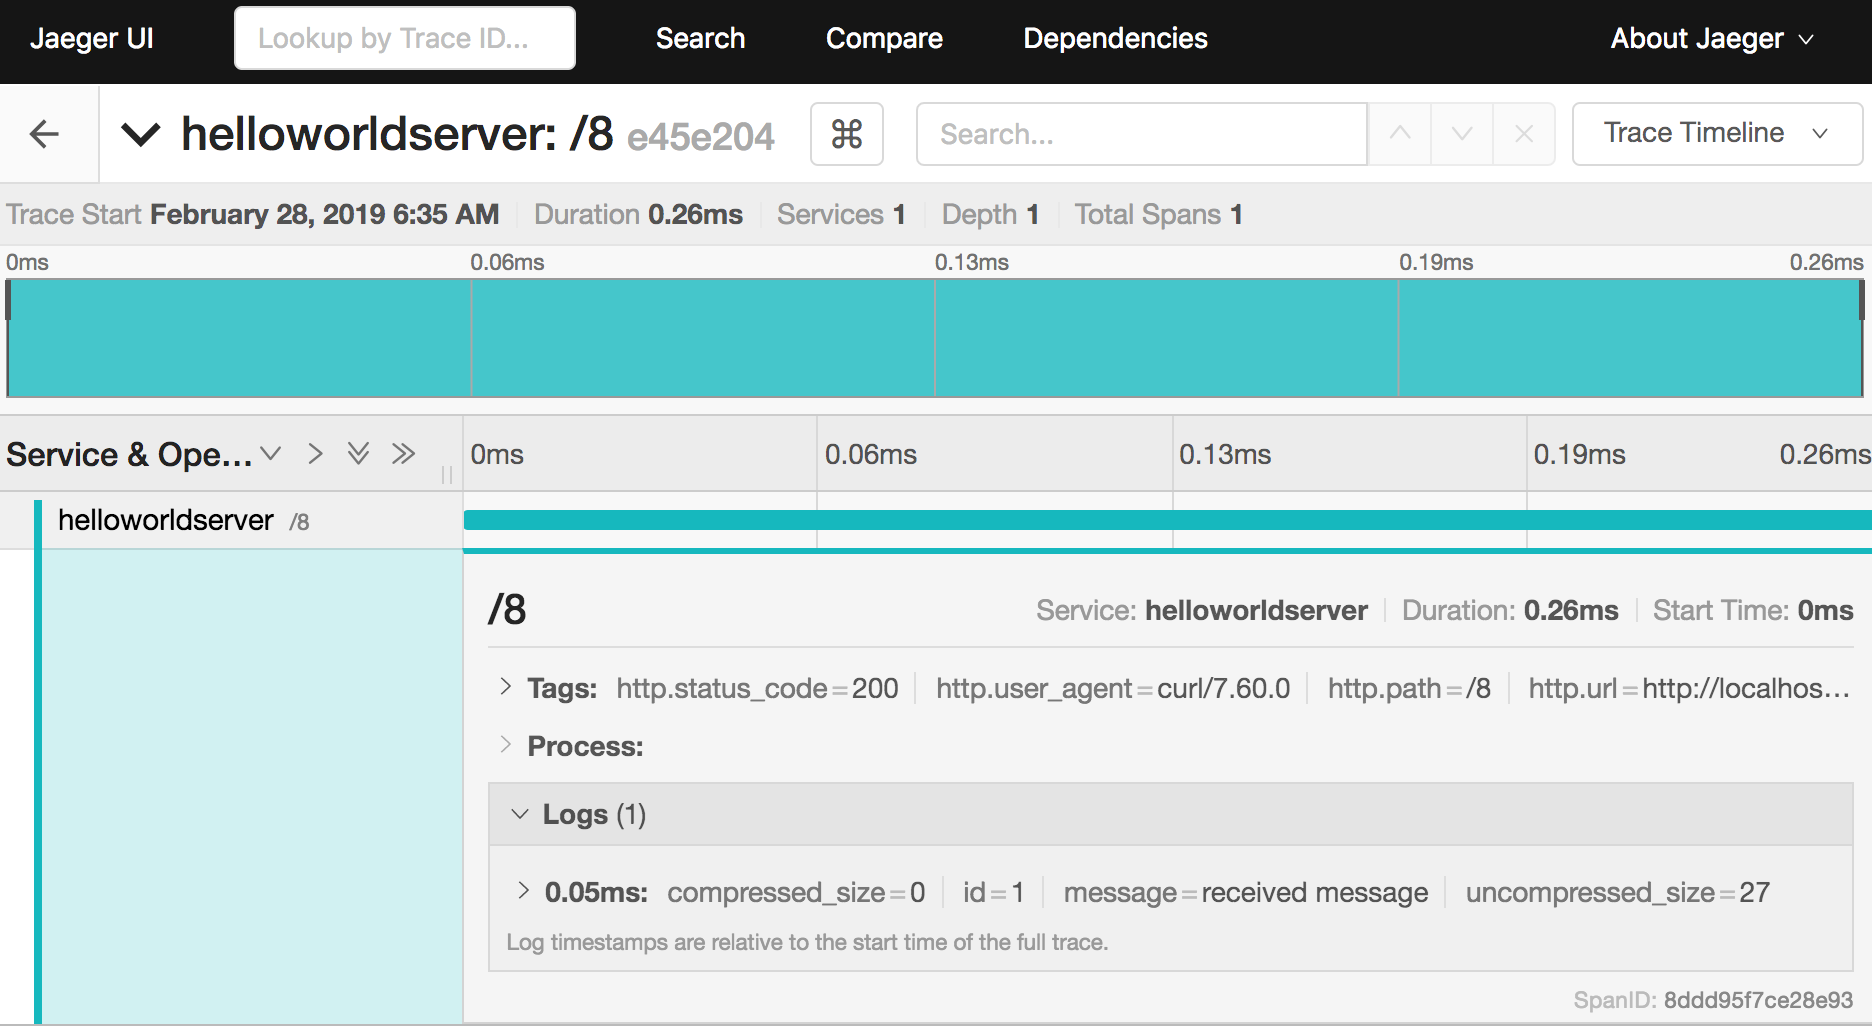 Jaeger UI Lookup by Trace ID... Search Compare Dependencies About Jaeger
helloworldserver: /8 e45e204 ⌘ Search... Trace Timeline
Trace Start February 28, 2019 6:35 AM Duration 0.26ms Services 1 Depth 1 Total Spans 1
0ms 0.06ms 0.13ms 0.19ms 0.26ms
Service & Ope... 0ms 0.06ms 0.13ms 0.19ms 0.26ms
helloworldserver /8
/8 Service: helloworldserver Duration: 0.26ms Start Time: 0ms
Tags: http.status_code=200 http.user_agent=curl/7.60.0 http.path=/8 http.url=http://localhos...
Process:
Logs (1)
0.05ms: compressed_size=0 id=1 message=received message uncompressed_size=27
Log timestamps are relative to the start time of the full trace.
SpanID: 8ddd95f7ce28e93